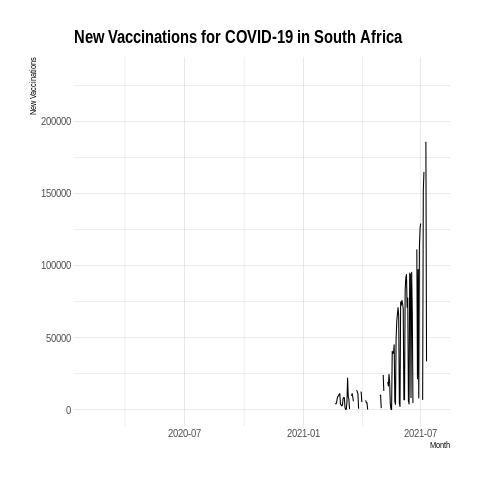 New Vaccinations for COVID-19 in South Africa
New Vaccinations
200000
150000
100000
50000
0
2020-07
2021-01
2021-07
Month